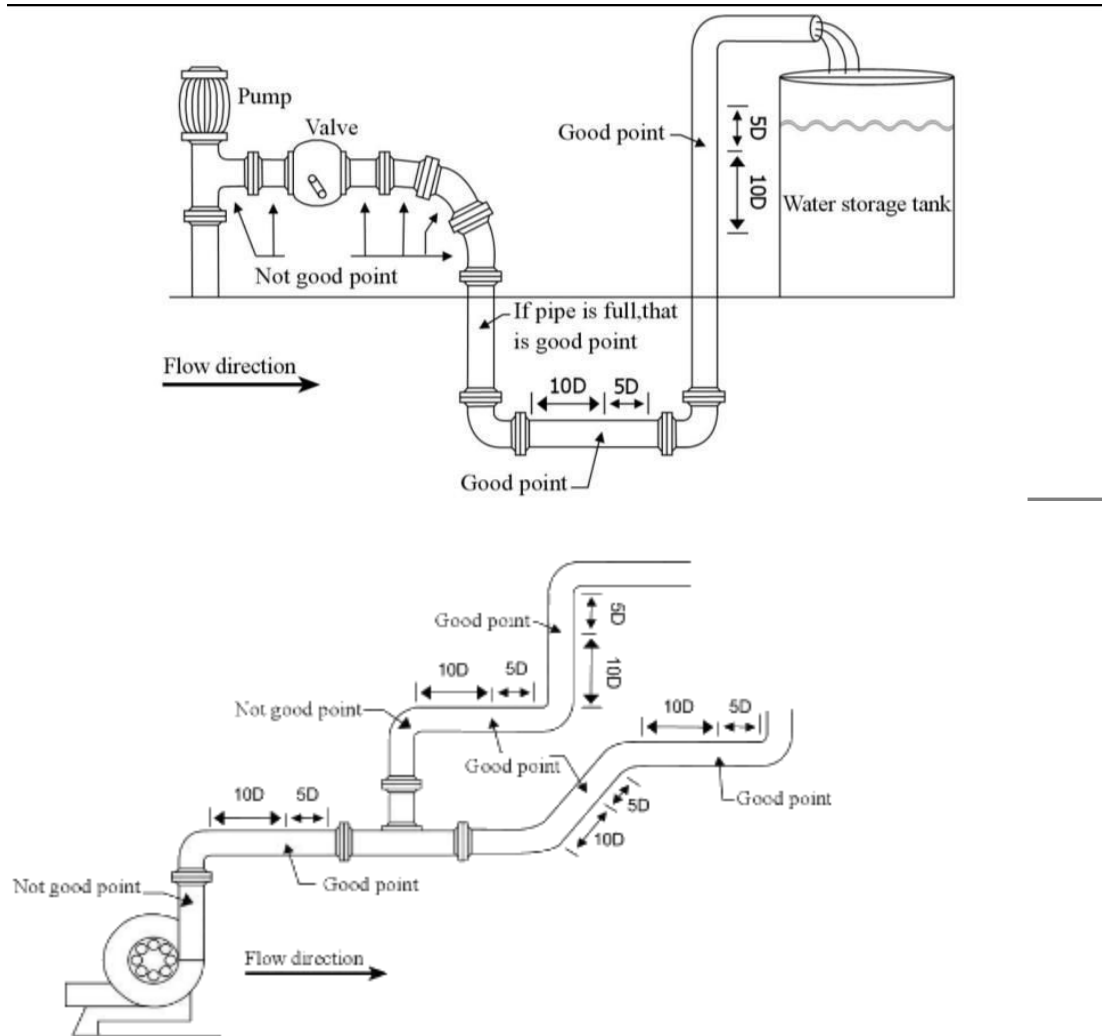 Pump
Valve
Good point
5D
10D
Water storage tank
Not good point
If pipe is full,that
is good point
Flow direction
10D
5D
Good point
5D
Good point
10D
10D
5D
Not good point
10D
5D
Good point
10D
5D
5D
Good point
10D
Good point
Not good point
Flow direction